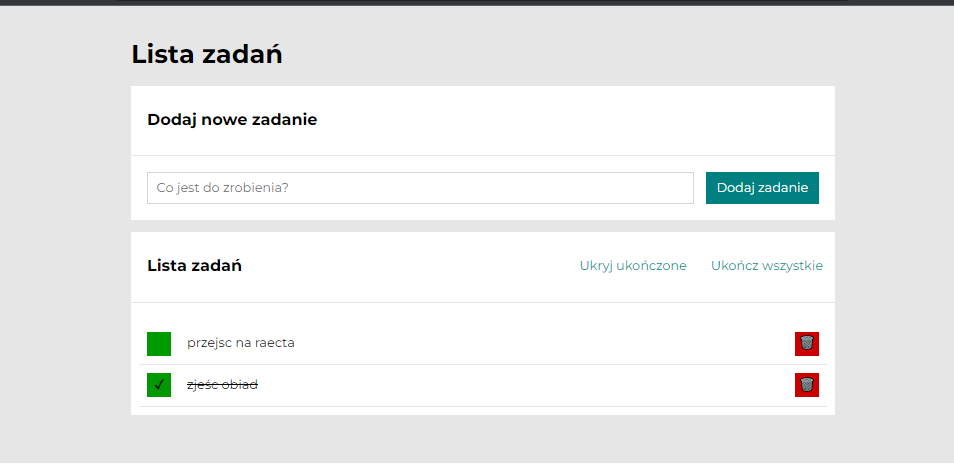 Lista zadań
Dodaj nowe zadanie
Co jest do zrobienia?
Dodaj zadanie
Lista zadań
Ukryj ukończone
Ukończ wszystkie
przejsc na raecta
✓ zjeśc obiad